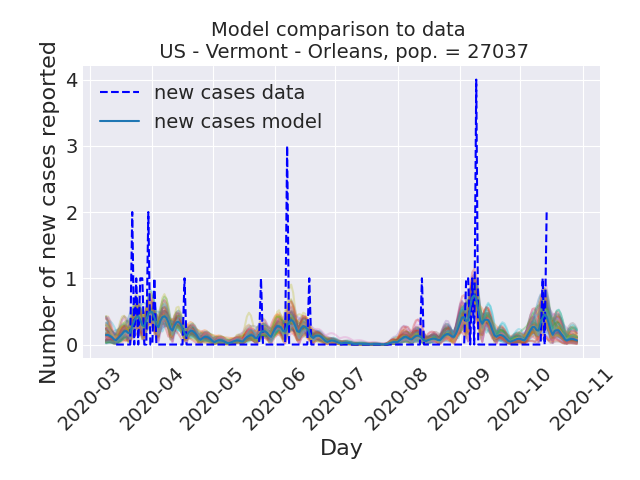 Model comparison to data
US - Vermont - Orleans, pop. = 27037
Number of new cases reported
4
3
2
1
0
new cases data
new cases model
2020-03
2020-04
2020-05
2020-06
2020-07
2020-08
2020-09
2020-10
2020-11
Day